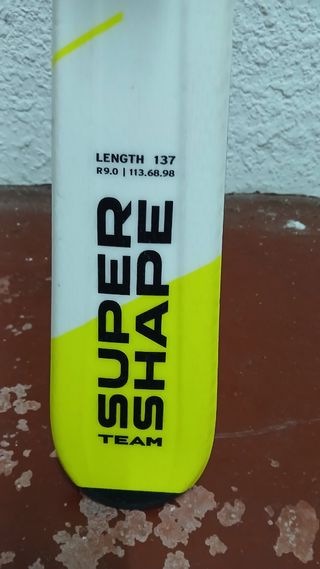 LENGTH 137
R9.0 | 113.68.98
SUPER
SHAPE
TEAM